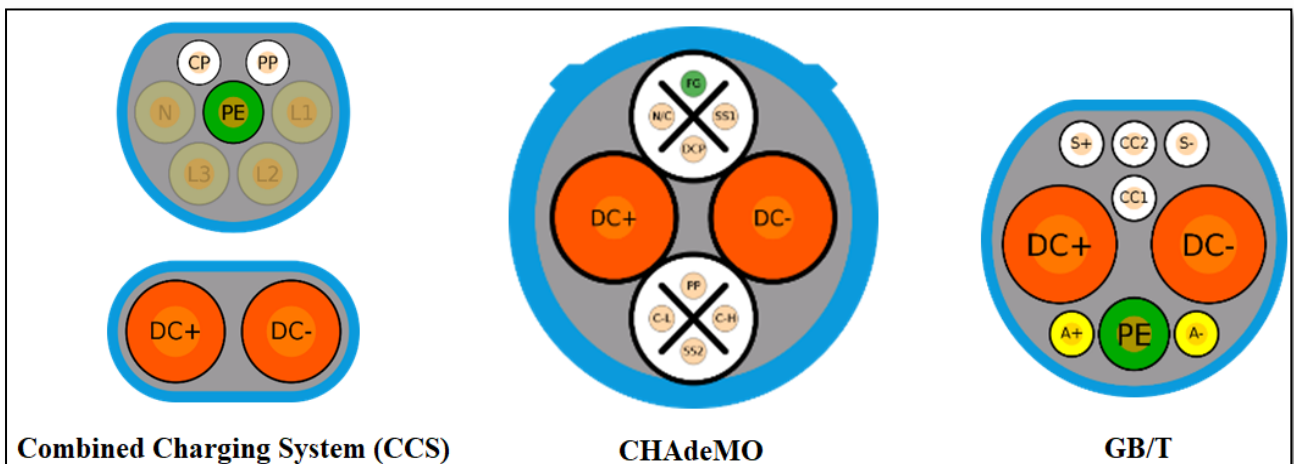 CP PP
N PE L1
L3 L2
DC+ DC-
Combined Charging System (CCS)
FG
N/C SS1
DCP
DC+ DC-
PP
C-L C-H
SS2
CHAdeMO
S+ CC2 S-
CC1
DC+ DC-
A+ PE A-
GB/T